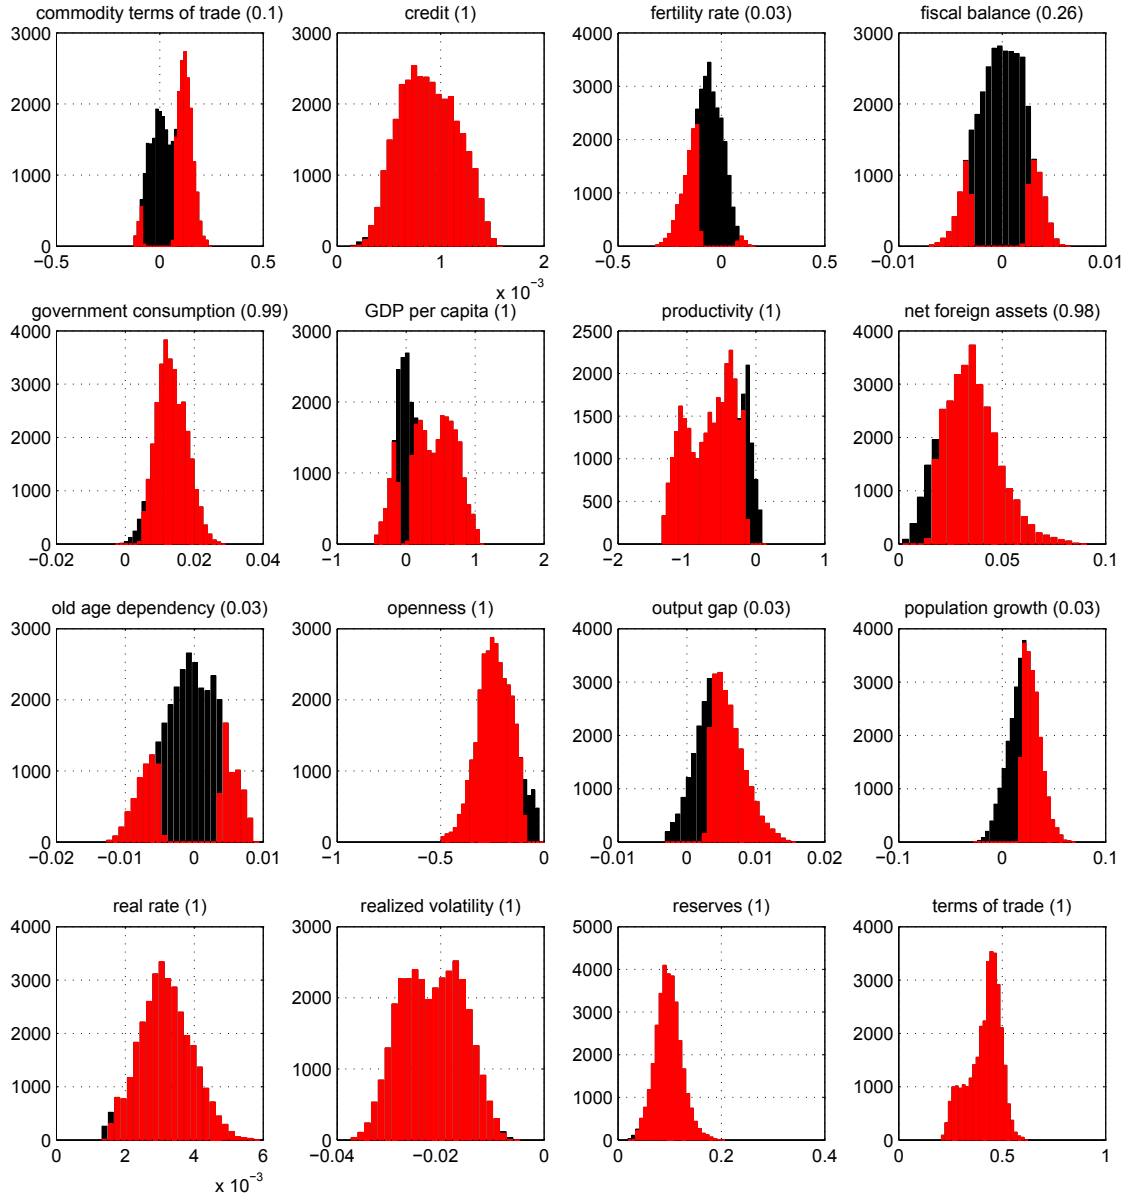 commodity terms of trade (0.1) credit (1) fertility rate (0.03) fiscal balance (0.26)
3000 3000 4000 3000
2000 2000 3000 2000
1000 1000 2000 1000
0 0 1000 0
0
−0.5 0 0.5 0 1 2 −0.5 0 0.5 −0.01 0 0.01
x 10−3
government consumption (0.99) GDP per capita (1) productivity (1) net foreign assets (0.98)
4000 3000 2500 4000
3000 2000 2000 3000
2000 1000 1500 2000
1000 0 1000 1000
0 500 0
0
−0.02 0 0.02 0.04 −1 0 1 2 −2 −1 0 1 0 0.05 0.1
old age dependency (0.03) openness (1) output gap (0.03) population growth (0.03)
3000 3000 4000 4000
2000 2000 3000 3000
1000 1000 2000 2000
0 0 1000 1000
0 0
−0.02 −0.01 0 0.01 −1 −0.5 0 −0.01 0 0.01 0.02 −0.1 0 0.1
real rate (1) realized volatility (1) reserves (1) terms of trade (1)
4000 3000 5000 4000
3000 2000 4000 3000
2000 1000 3000 2000
1000 0 2000 1000
0 1000 0
0
0 2 4 6 −0.04 −0.02 0 0 0.2 0.4 0 0.5 1
x 10−3